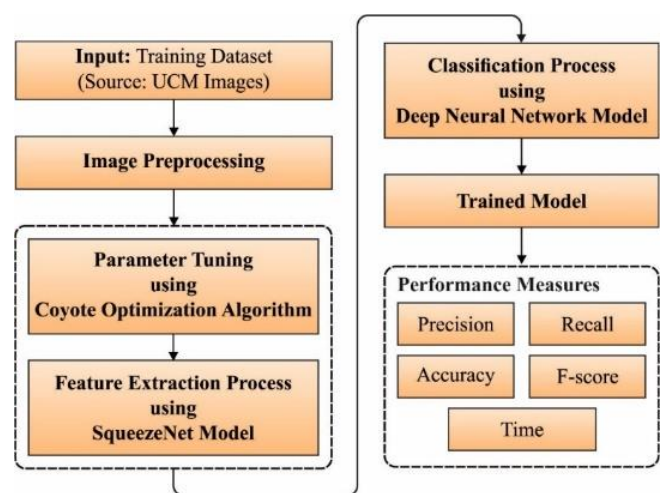 Input: Training Dataset
(Source: UCM Images)
Image Preprocessing
Parameter Tuning
using
Coyote Optimization Algorithm
Feature Extraction Process
using
SqueezeNet Model
Classification Process
using
Deep Neural Network Model
Trained Model
Performance Measures
Precision
Recall
Accuracy
F-score
Time